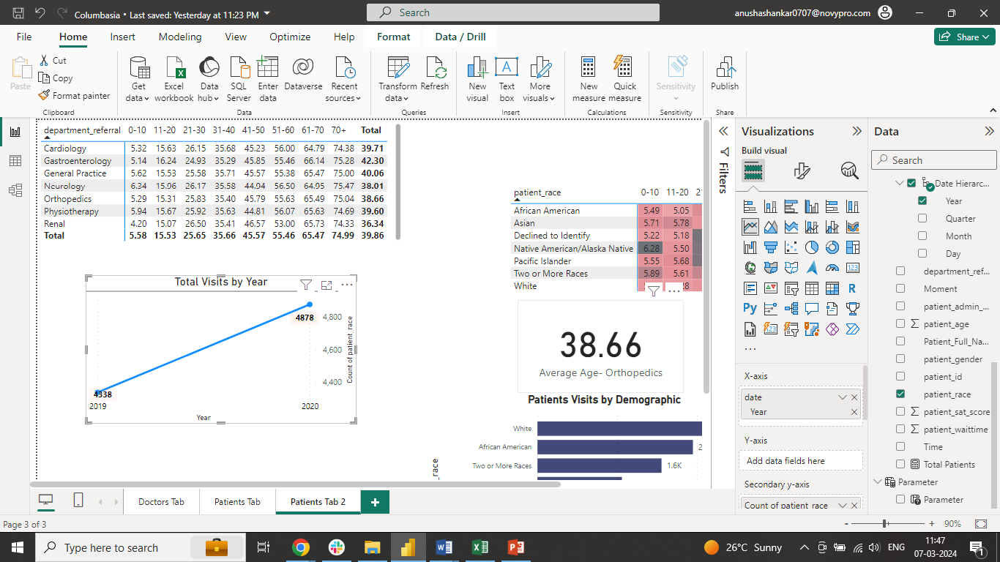 Columbasia • Last saved: Yesterday at 11:23 PM
Search
anushashankar0707@novypro.com
File Home Insert Modeling View Optimize Help Format Data / Drill
Share
Paste
Cut
Copy
Format painter
Get data
Excel workbook
Data hub
SQL Server
Enter data
Dataverse
Recent sources
Transform data
Refresh
New visual
Text box
More visuals
New measure
Quick measure
Sensitivity
Publish
Clipboard Data Queries Insert Calculations Sensitivity Share
department_referral 0-10 11-20 21-30 31-40 41-50 51-60 61-70 70+ Total
Cardiology 5.32 15.63 26.15 35.68 45.23 56.00 64.79 74.38 39.71
Gastroenterology 5.14 16.24 24.93 35.29 45.85 55.46 66.14 75.28 42.30
General Practice 5.62 15.53 25.58 35.71 45.57 55.38 65.47 75.00 40.06
Neurology 6.34 15.96 26.17 35.58 44.94 56.50 64.95 75.47 38.01
Orthopedics 5.29 15.31 25.83 35.40 45.79 55.63 65.49 75.04 38.66
Physiotherapy 5.94 15.67 25.92 35.63 44.81 56.07 65.63 74.69 39.60
Renal 4.20 15.07 26.50 35.41 46.57 53.00 65.73 74.33 36.34
Total 5.58 15.53 25.65 35.66 45.57 55.46 65.47 74.99 39.86
patient_race 0-10 11-20
African American 5.49 5.05
Asian 5.71 5.78
Declined to Identify 5.22 5.18
Native American/Alaska Native 6.28 5.50
Pacific Islander 5.55 5.68
Two or More Races 5.89 5.61
White
Total Visits by Year
4878
4338
4,800
4,600
4,400
Count of patient_race
2019 2020
Year
38.66
Average Age- Orthopedics
Patients Visits by Demographic
White
African American
Two or More Races 1.6K
Filters
Visualizations
Build visual
X-axis
date
Year
Y-axis
Add data fields here
Secondary y-axis
Count of patient_race
Data
Search
Date Hierarc...
Year
Quarter
Month
Day
department_ref...
Moment
patient_admin_...
patient_age
Patient_Full_Na...
patient_gender
patient_id
patient_race
patient_sat_score
patient_waittime
Time
Total Patients
Parameter
Parameter
Doctors Tab Patients Tab Patients Tab 2
Page 3 of 3
- + 90%
Type here to search
26°C Sunny
ENG
11:47
07-03-2024
1